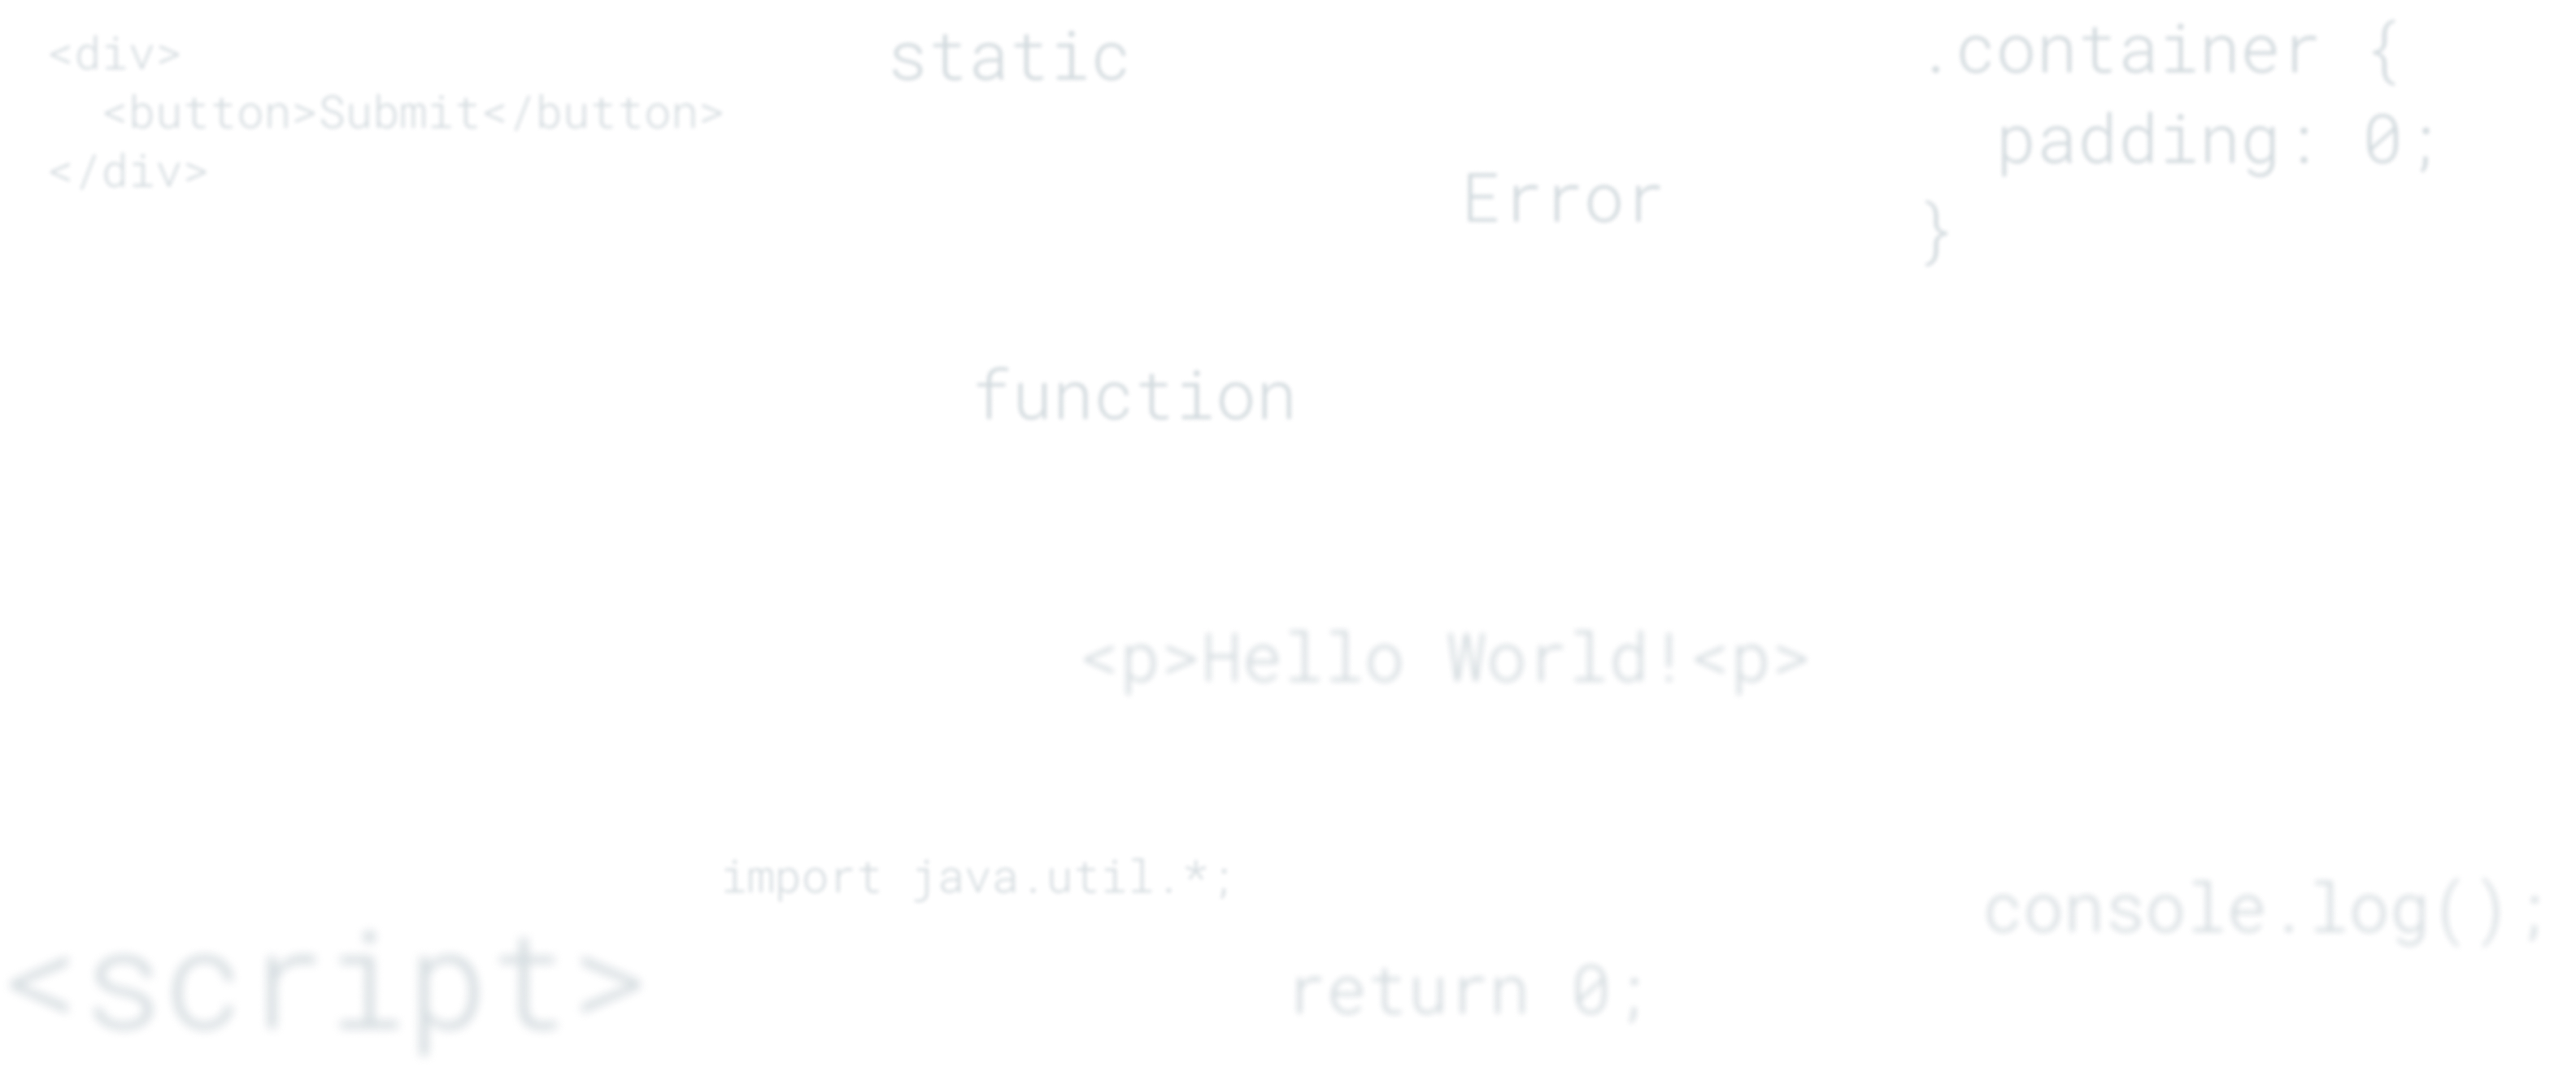 <div>
<button>Submit</button>
</div>
static
.container {
padding: 0;
}
Error
function
<p>Hello World!<p>
import java.util.*;
console.log();
<script>
return 0;